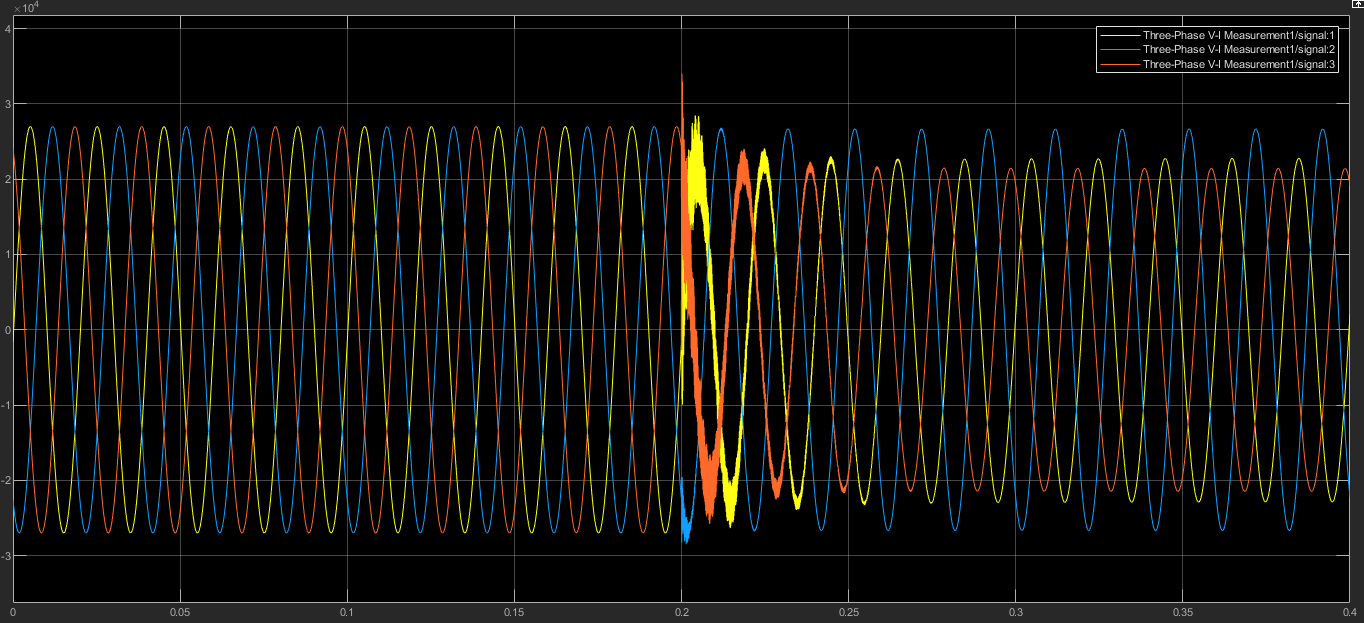 ×10⁴
4
Three-Phase V-I Measurement1/signal:1
Three-Phase V-I Measurement1/signal:2
Three-Phase V-I Measurement1/signal:3
3
2
1
0
-1
-2
-3
0 0.05 0.1 0.15 0.2 0.25 0.3 0.35 0.4